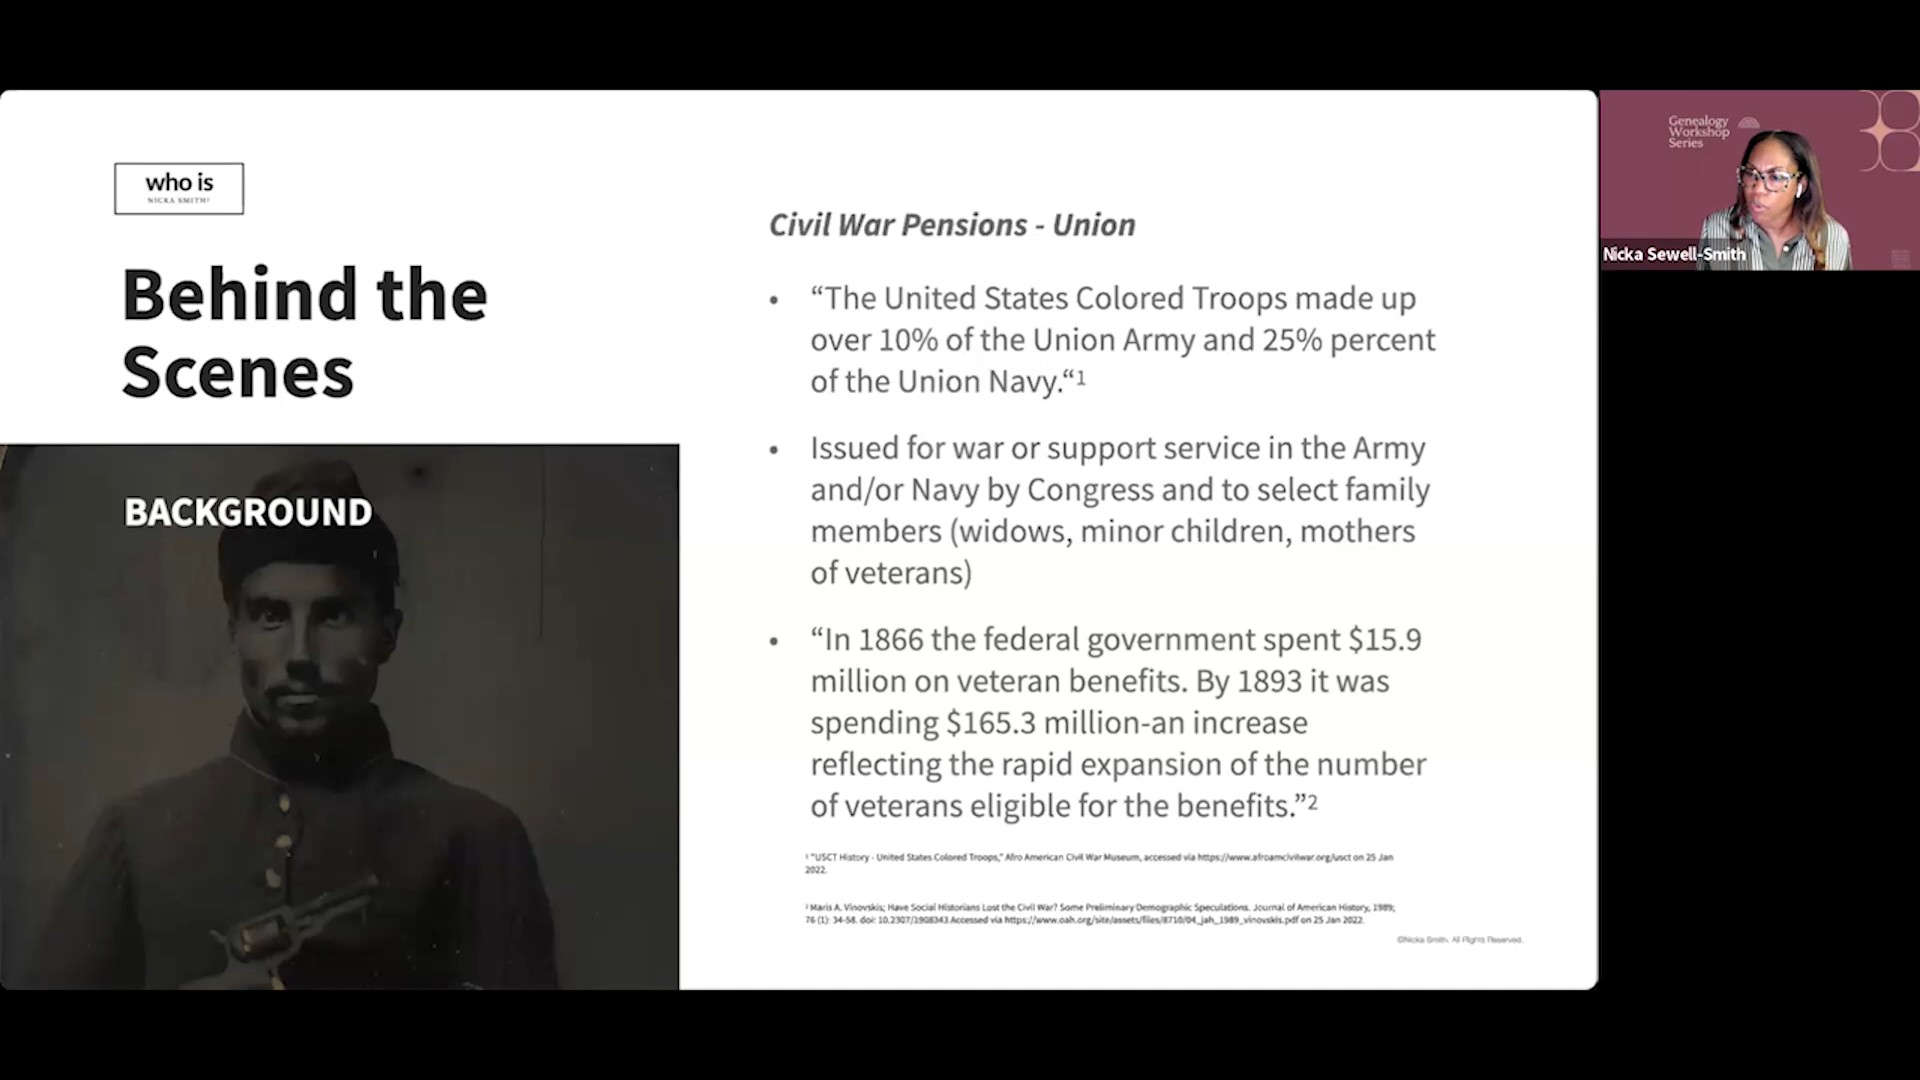 who is
NICKA SMITH?
Behind the
Scenes
BACKGROUND
Civil War Pensions - Union
• “The United States Colored Troops made up
over 10% of the Union Army and 25% percent
of the Union Navy.“1
• Issued for war or support service in the Army
and/or Navy by Congress and to select family
members (widows, minor children, mothers
of veterans)
• “In 1866 the federal government spent $15.9
million on veteran benefits. By 1893 it was
spending $165.3 million-an increase
reflecting the rapid expansion of the number
of veterans eligible for the benefits.”2
1 "USCT History - United States Colored Troops," Afro American Civil War Museum, accessed via https://www.afroamcivilwar.org/usct on 25 Jan
2022.
2 Maris A. Vinovskis; Have Social Historians Lost the Civil War? Some Preliminary Demographic Speculations. Journal of American History, 1989;
76 (1): 34-58. doi: 10.2307/1908343.Accessed via https://www.oah.org/site/assets/files/8710/04_jah_1989_vinovskis.pdf on 25 Jan 2022.
©Nicka Smith. All Rights Reserved.
Genealogy
Workshop
Series
Nicka Sewell-Smith